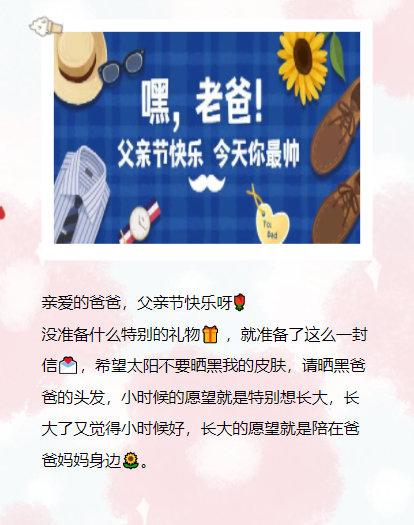 嘿，老爸!
父亲节快乐 今天你最帅
To:
Dad
亲爱的爸爸，父亲节快乐呀🌹
没准备什么特别的礼物🎁，就准备了这么一封
信💌，希望太阳不要晒黑我的皮肤，请晒黑爸
爸的头发，小时候的愿望就是特别想长大，长
大了又觉得小时候好，长大的愿望就是陪在爸
爸妈妈身边🌻。